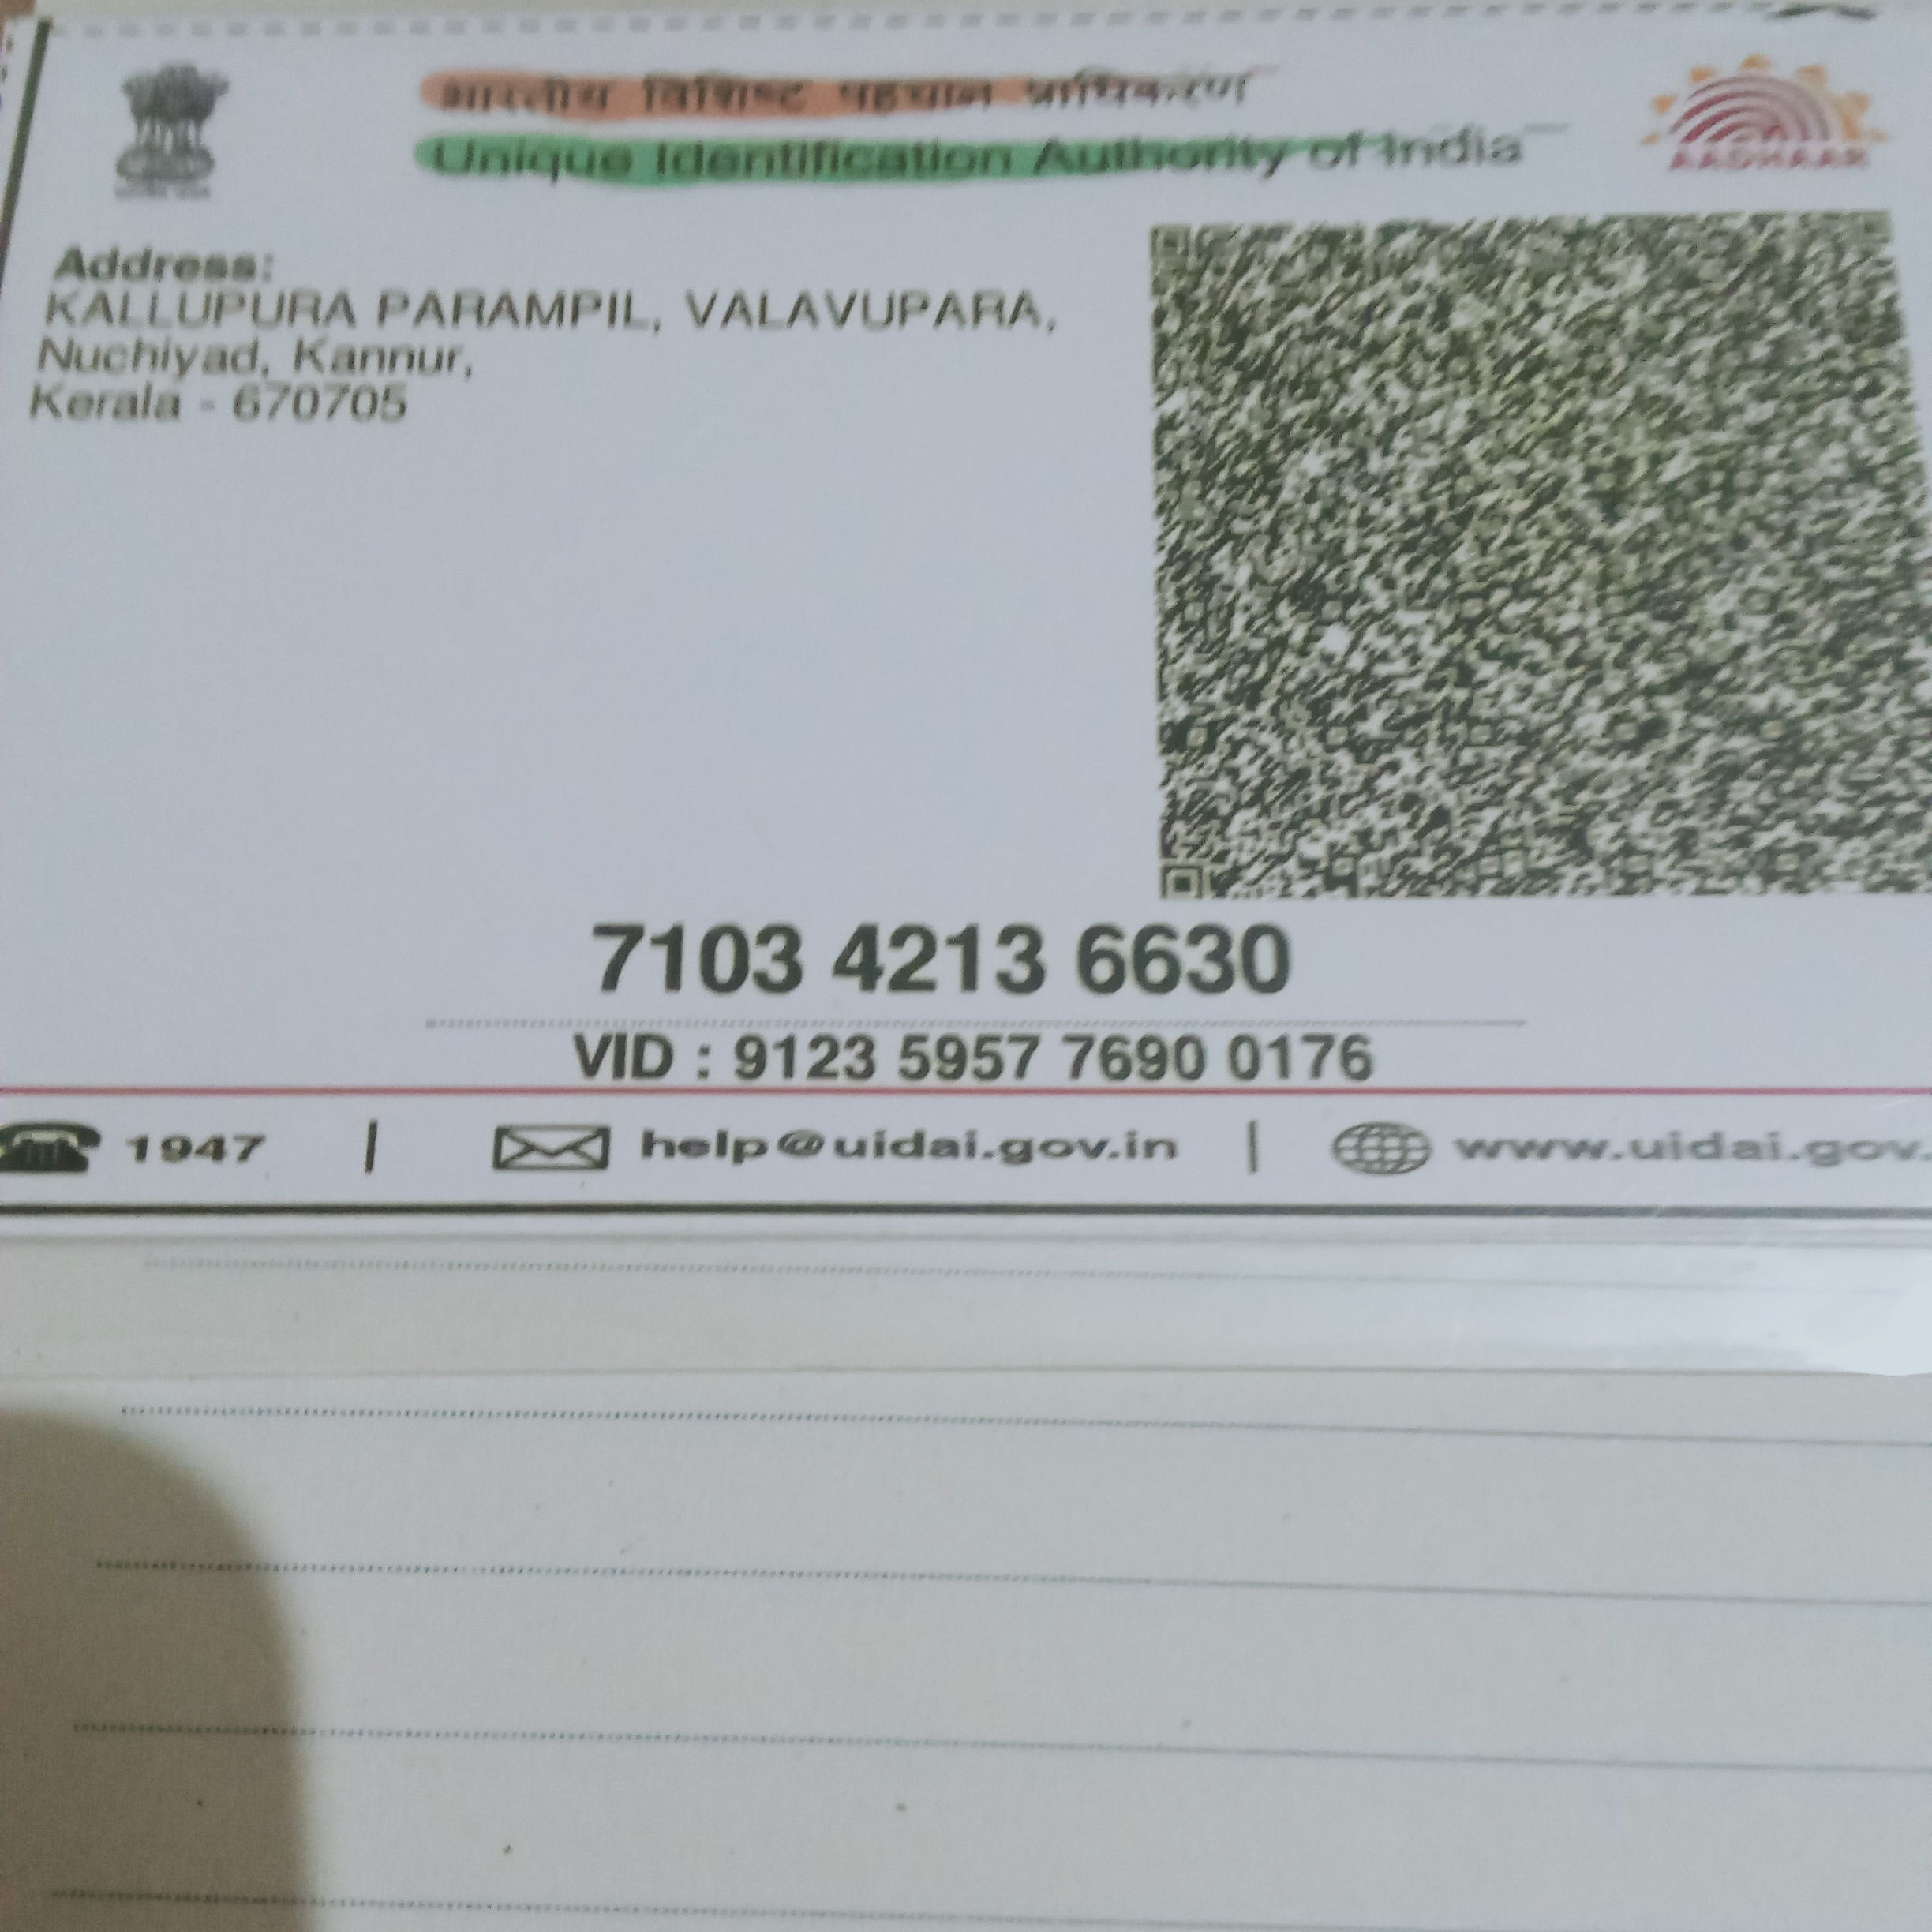 भारतीय विशिष्ट पहचान प्राधिकरण
Unique Identification Authority of India
AADHAAR
Address:
KALLUPURA PARAMPIL, VALAVUPARA,
Nuchiyad, Kannur,
Kerala - 670705
7103 4213 6630
VID : 9123 5957 7690 0176
1947 | help@uidai.gov.in | www.uidai.gov.